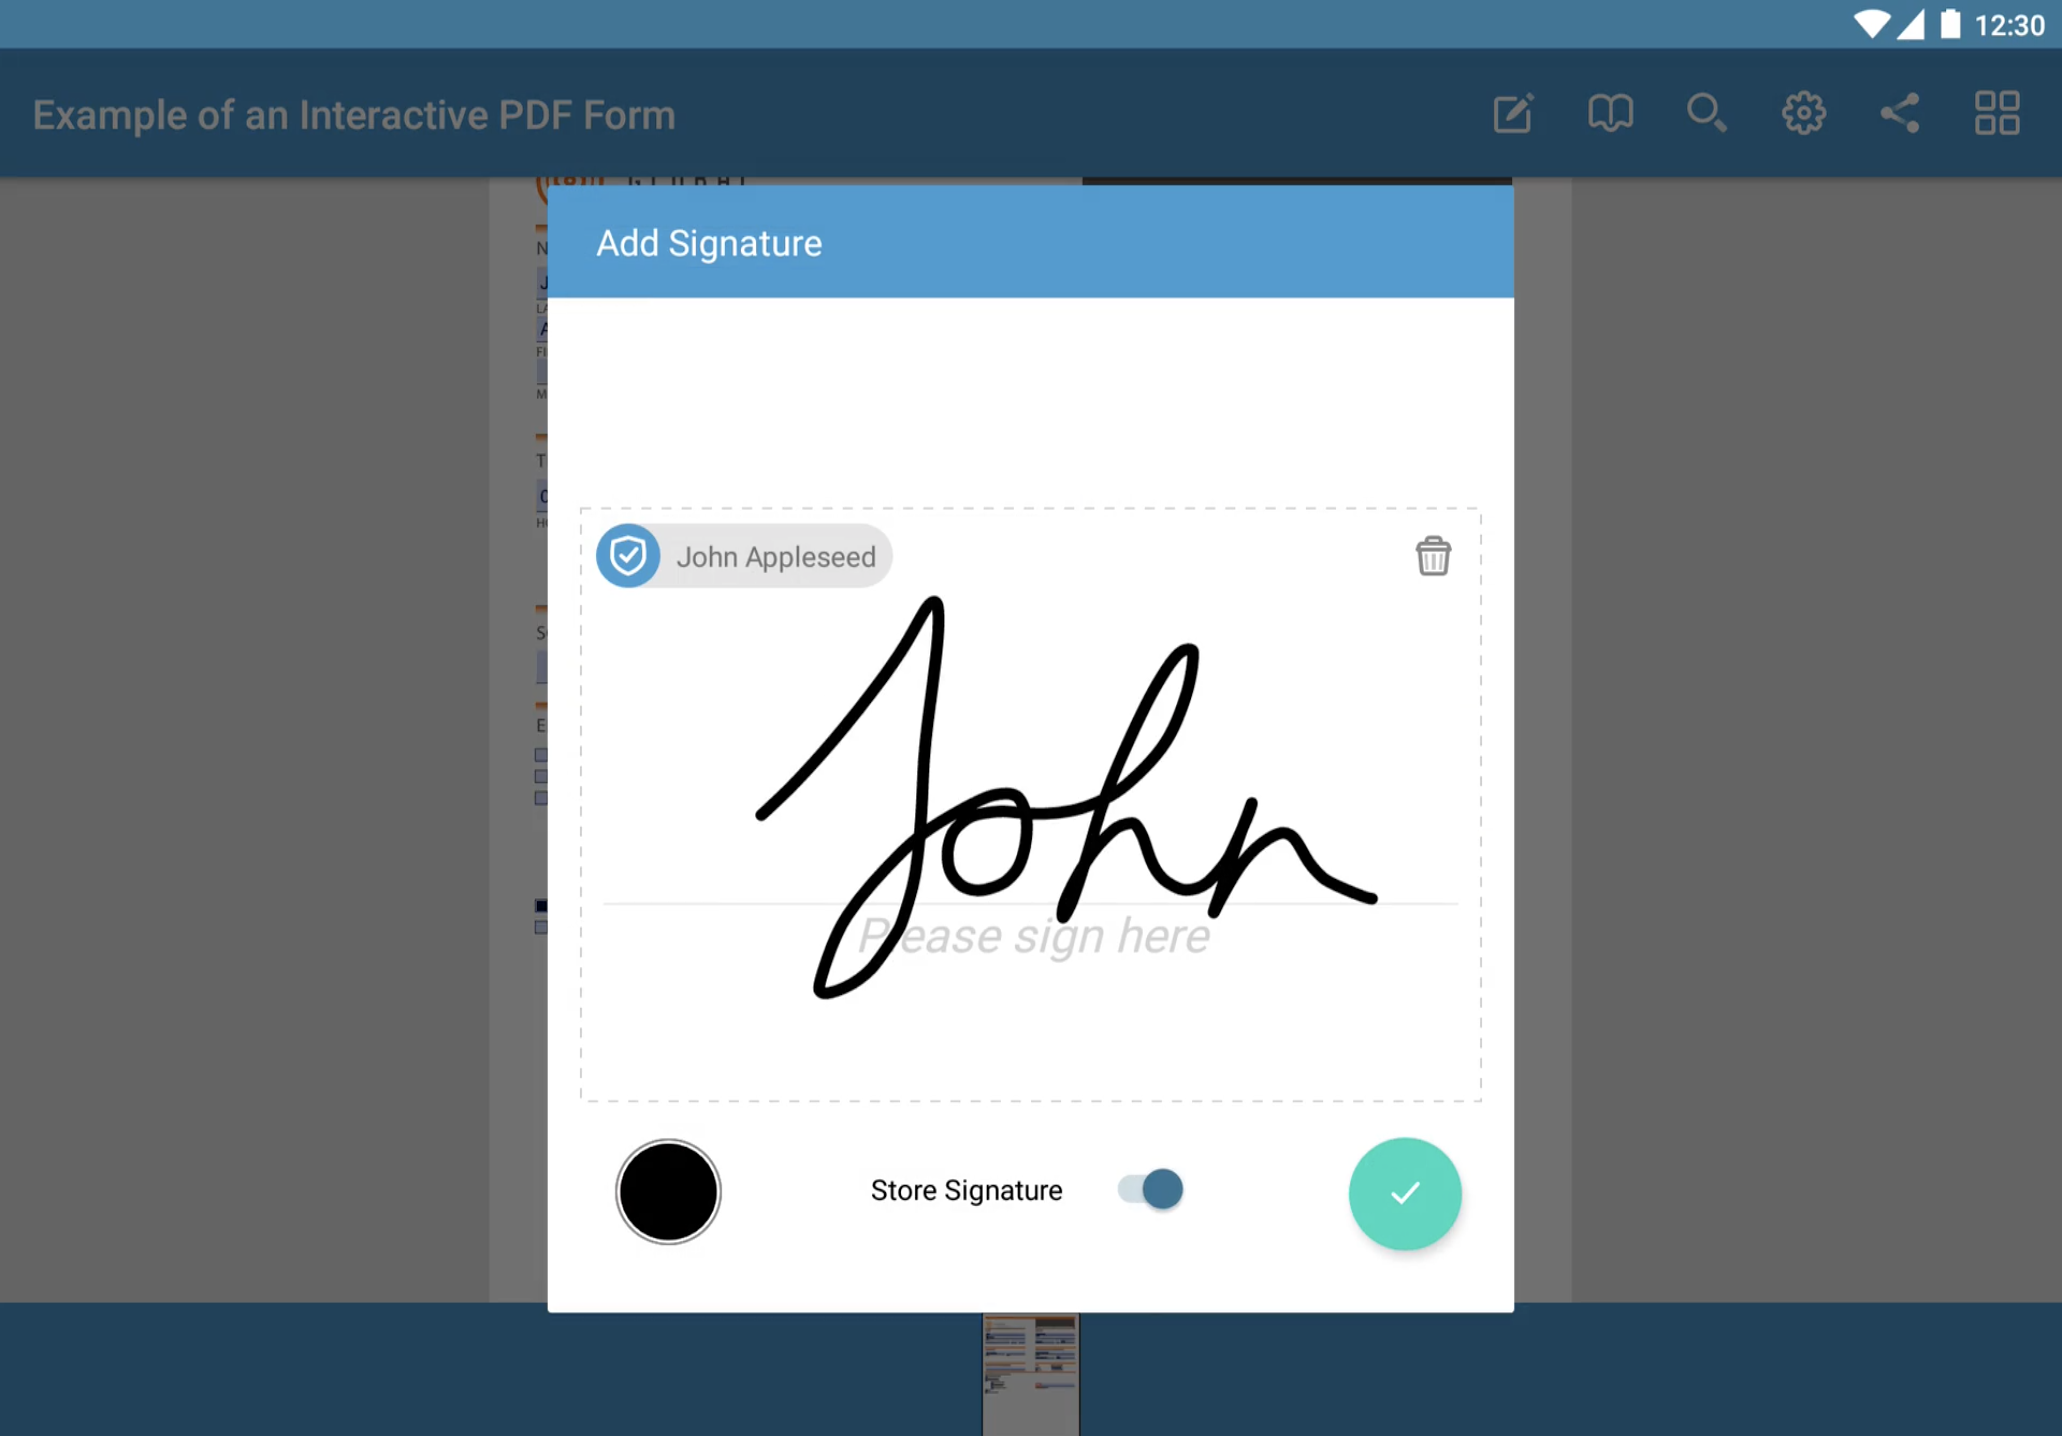 12:30
Example of an Interactive PDF Form
Add Signature
John Appleseed
John
Please sign here
Store Signature